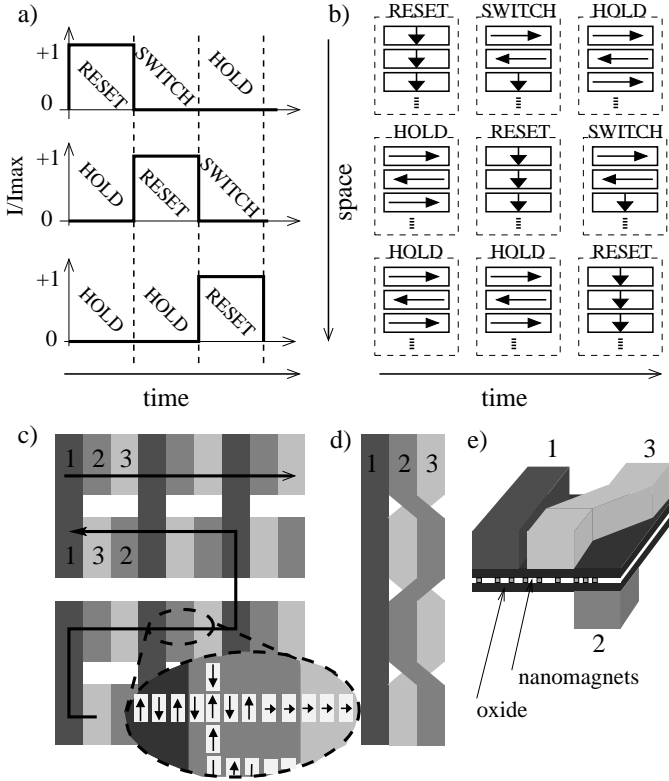 a)
+1
0
RESET
SWITCH
HOLD
+1
0
HOLD
RESET
SWITCH
+1
0
HOLD
HOLD
RESET
I/Imax
time
b)
RESET SWITCH HOLD
HOLD RESET SWITCH
HOLD HOLD RESET
space
time
c)
1 2 3
1 3 2
d)
1 2 3
e)
1
3
2
nanomagnets
oxide